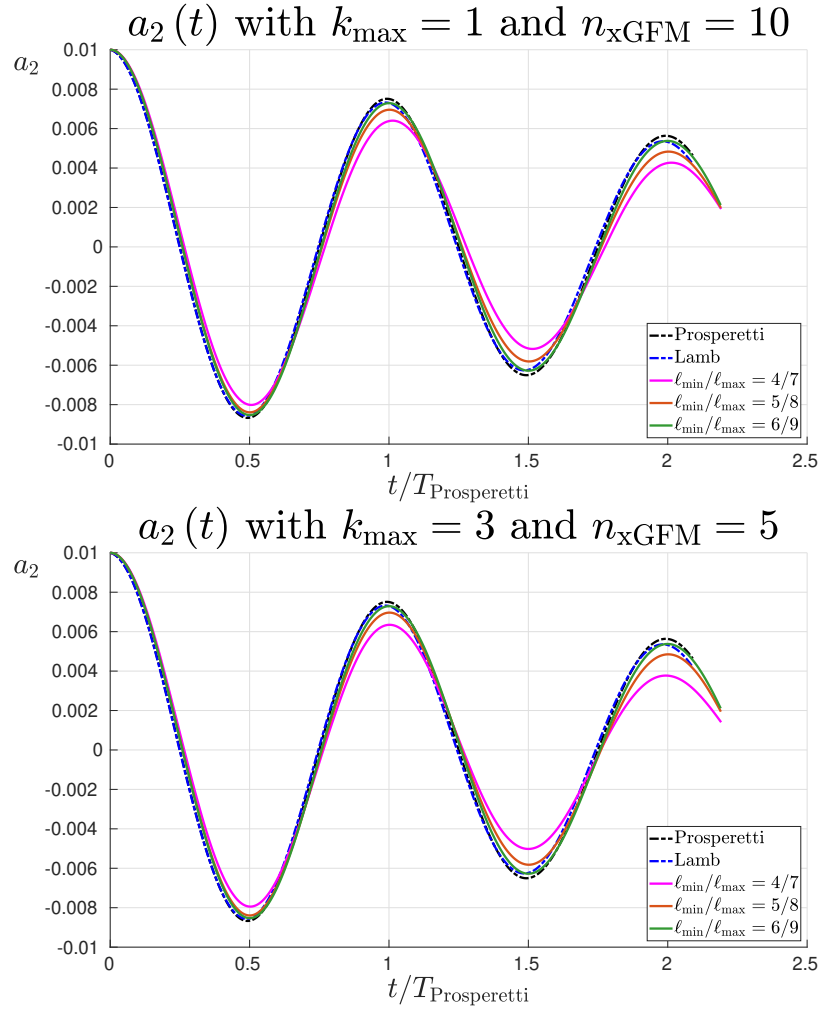 a₂ (t) with k_max = 1 and n_xGFM = 10
a₂
0.01
0.008
0.006
0.004
0.002
0
-0.002
-0.004
-0.006
-0.008
-0.01
Prosperetti
Lamb
ℓ_min/ℓ_max = 4/7
ℓ_min/ℓ_max = 5/8
ℓ_min/ℓ_max = 6/9
0 0.5 1 1.5 2 2.5
t/T_Prosperetti
a₂ (t) with k_max = 3 and n_xGFM = 5
a₂
0.01
0.008
0.006
0.004
0.002
0
-0.002
-0.004
-0.006
-0.008
-0.01
Prosperetti
Lamb
ℓ_min/ℓ_max = 4/7
ℓ_min/ℓ_max = 5/8
ℓ_min/ℓ_max = 6/9
0 0.5 1 1.5 2 2.5
t/T_Prosperetti